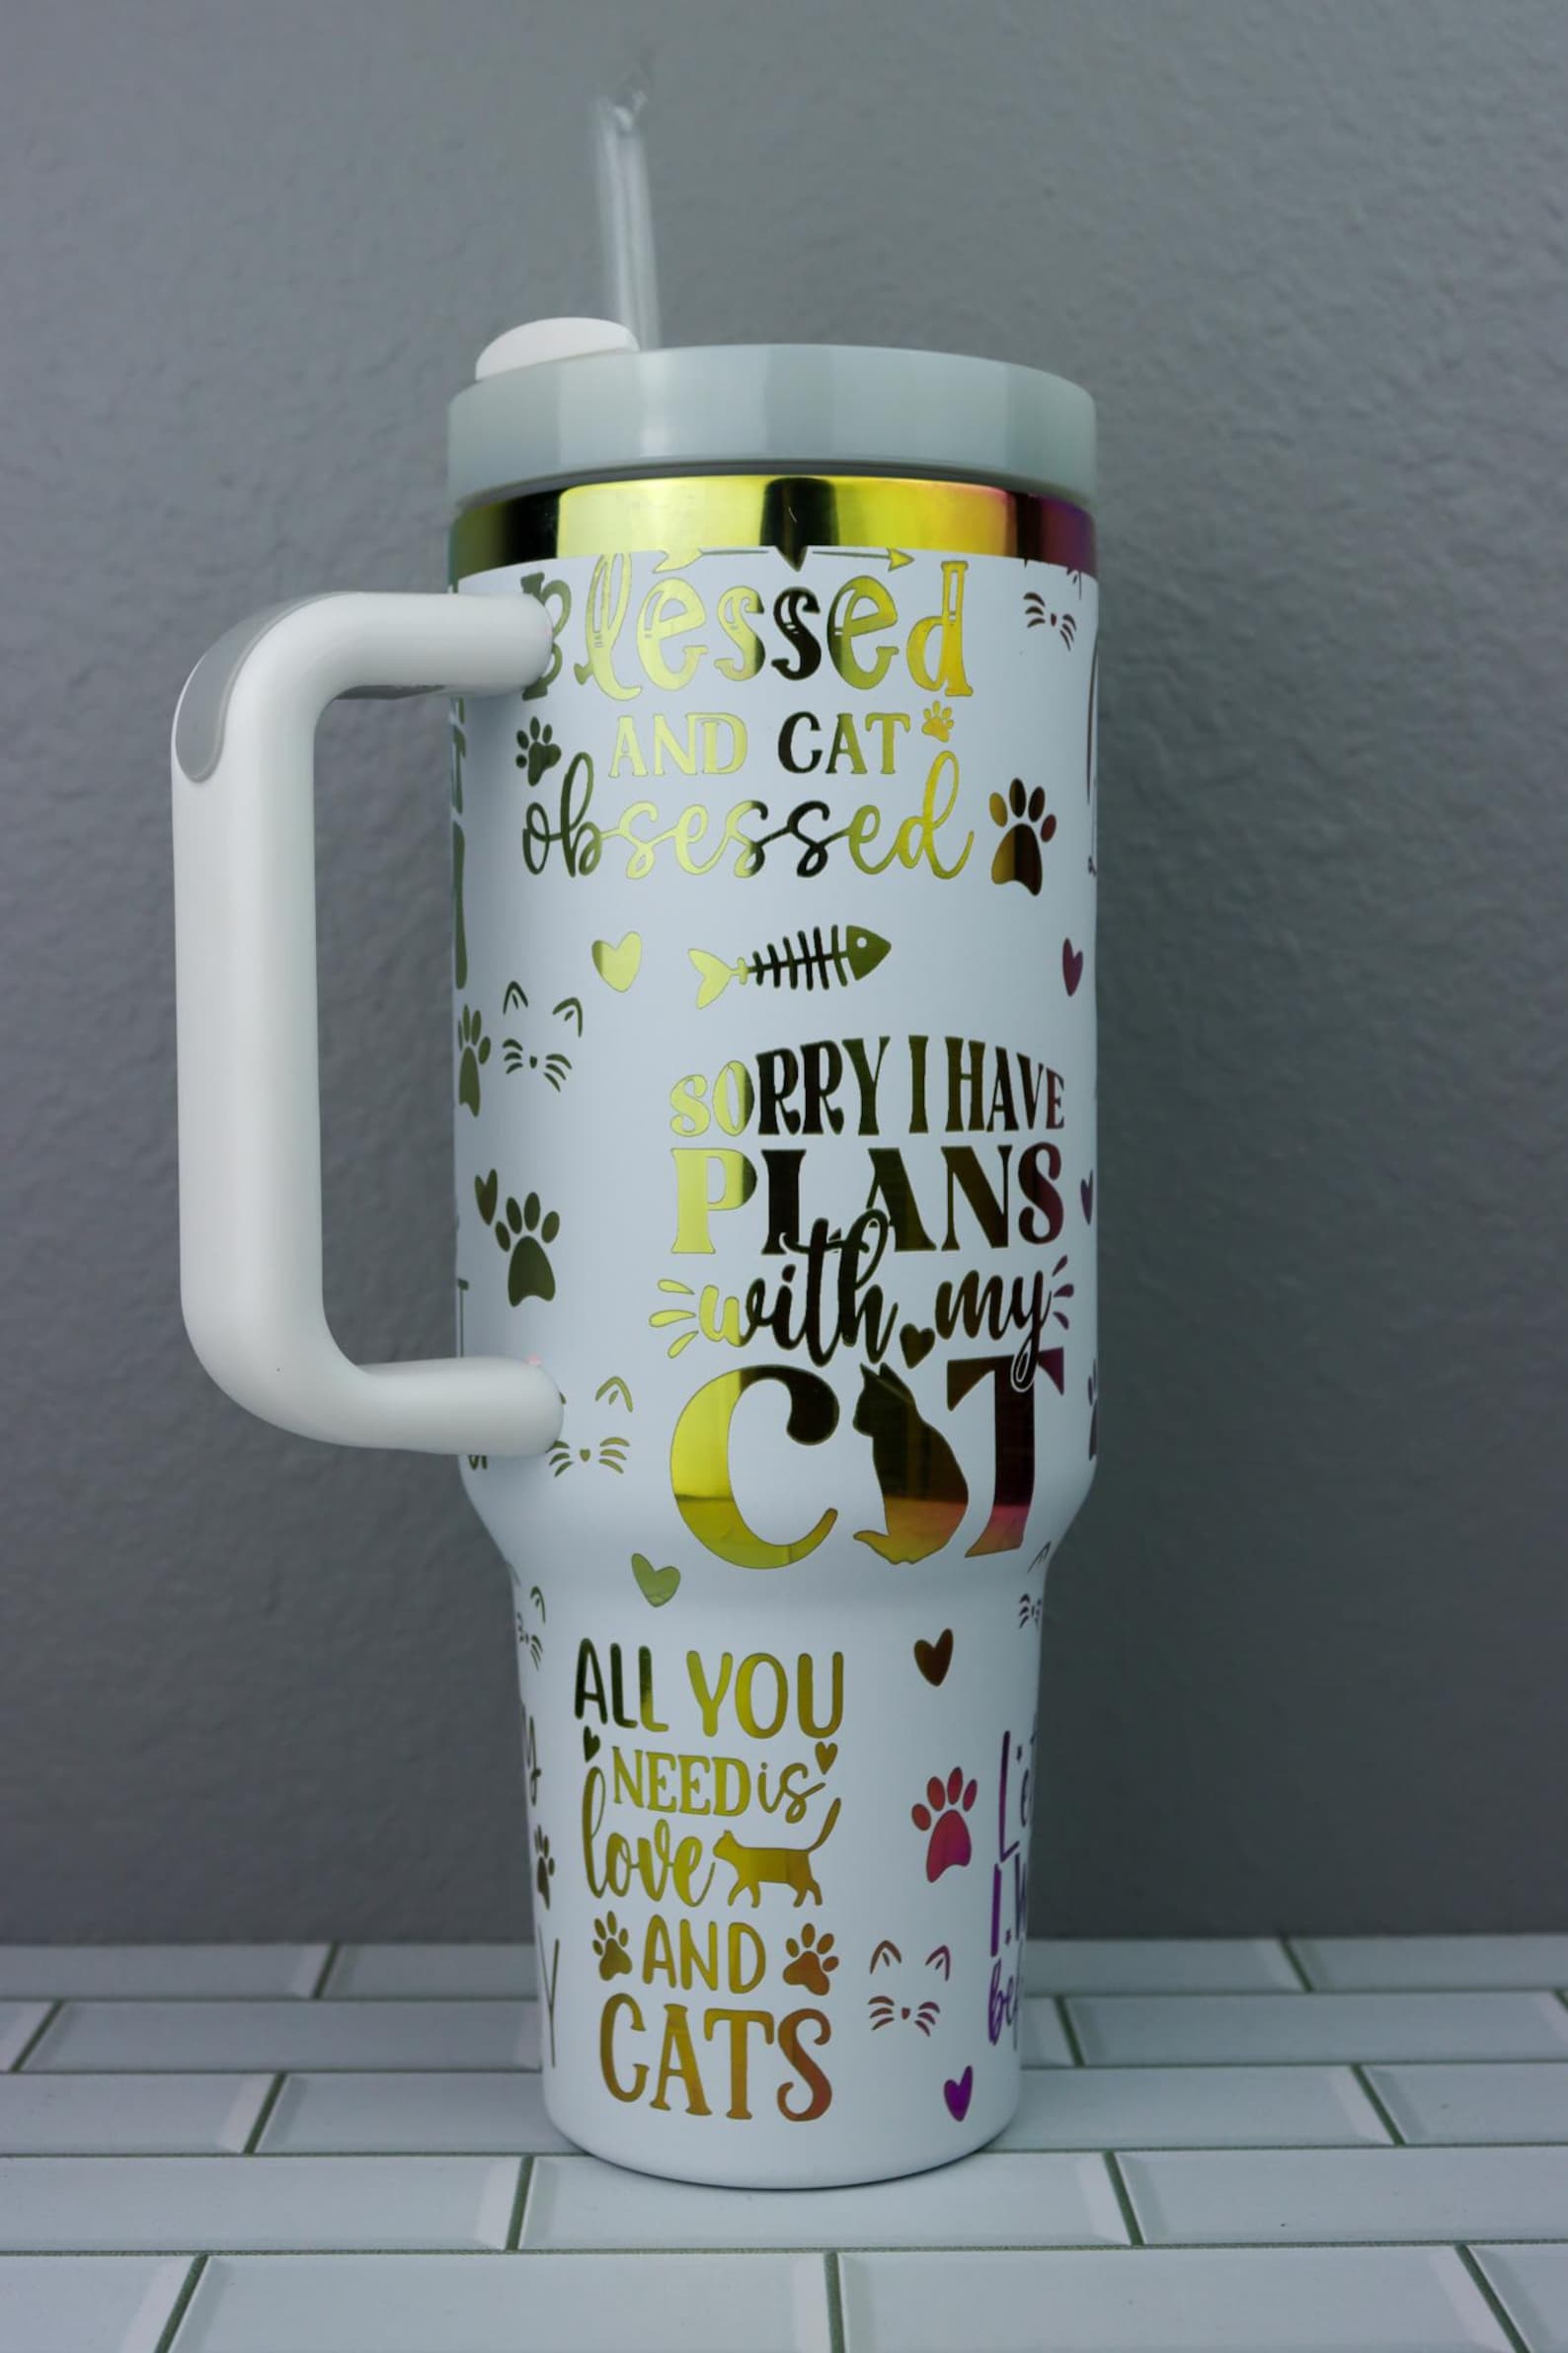 Blessed
AND CAT
obsessed
SORRY I HAVE
PLANS
with my
CAT
ALL YOU
NEED is
love
AND
CATS